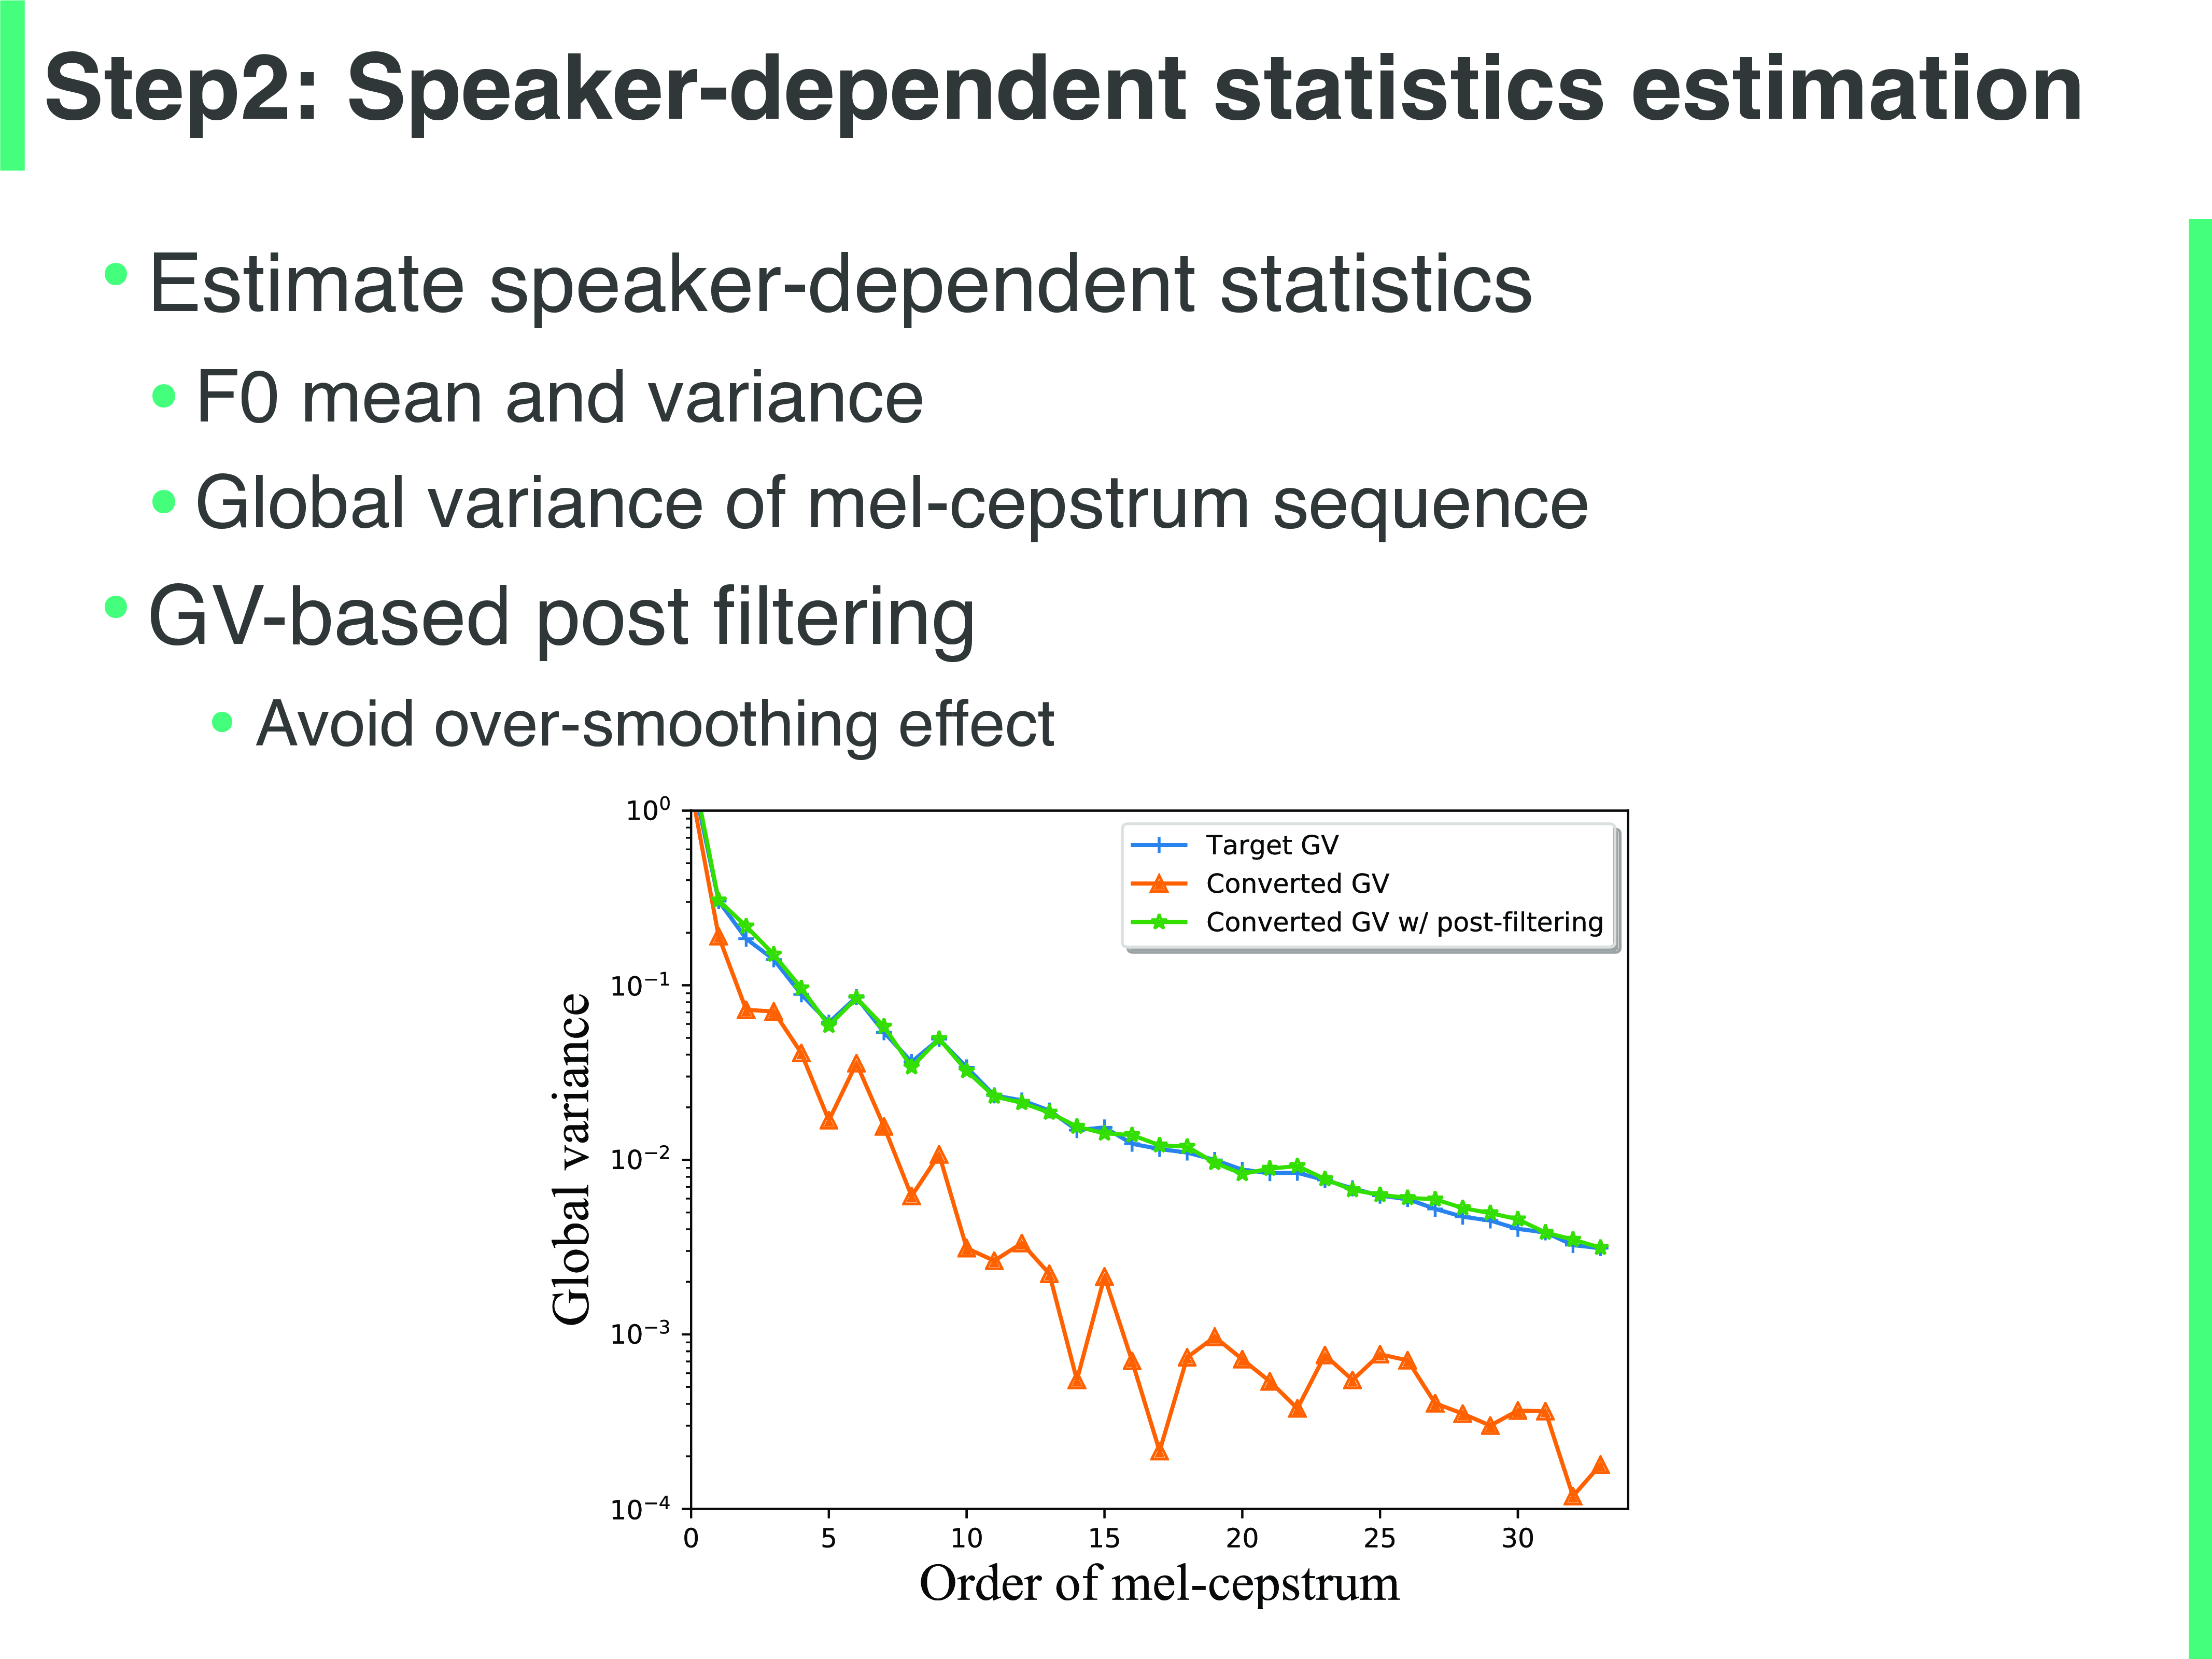 Step2: Speaker-dependent statistics estimation
• Estimate speaker-dependent statistics
• F0 mean and variance
• Global variance of mel-cepstrum sequence
• GV-based post filtering
• Avoid over-smoothing effect
Target GV
Converted GV
Converted GV w/ post-filtering
Global variance
10⁰
10⁻¹
10⁻²
10⁻³
10⁻⁴
0 5 10 15 20 25 30
Order of mel-cepstrum